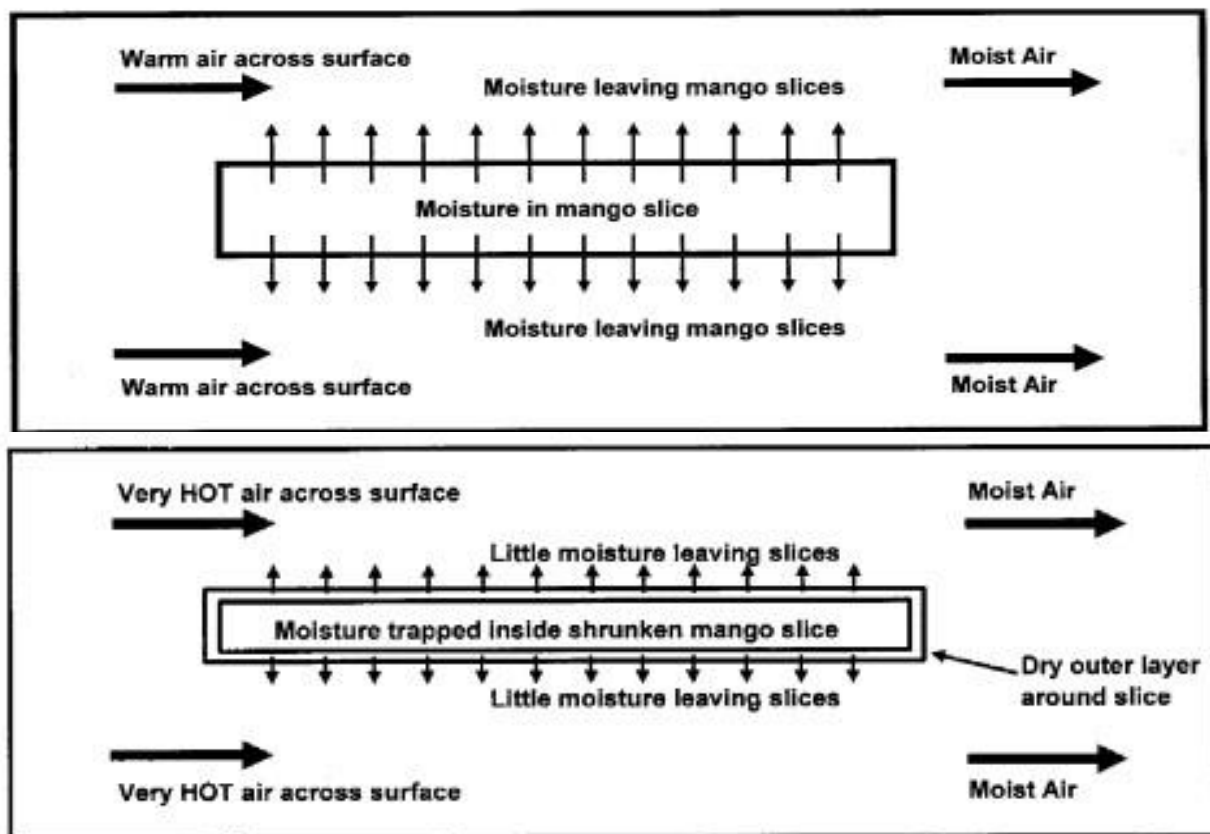 Warm air across surface
Moist Air
Moisture leaving mango slices
Moisture in mango slice
Moisture leaving mango slices
Warm air across surface
Moist Air
Very HOT air across surface
Moist Air
Little moisture leaving slices
Moisture trapped inside shrunken mango slice
Dry outer layer
around slice
Little moisture leaving slices
Very HOT air across surface
Moist Air